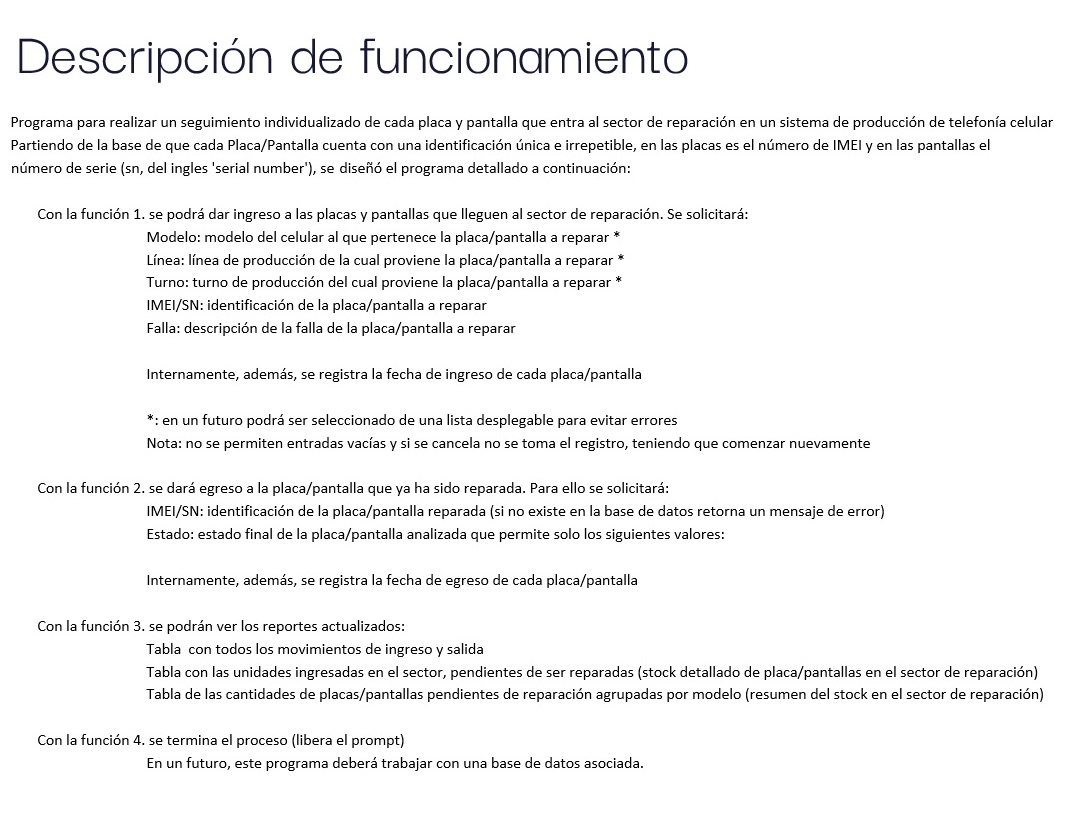 Descripción de funcionamiento
Programa para realizar un seguimiento individualizado de cada placa y pantalla que entra al sector de reparación en un sistema de producción de telefonía celular
Partiendo de la base de que cada Placa/Pantalla cuenta con una identificación única e irrepetible, en las placas es el número de IMEI y en las pantallas el
número de serie (sn, del ingles 'serial number'), se diseñó el programa detallado a continuación:
Con la función 1. se podrá dar ingreso a las placas y pantallas que lleguen al sector de reparación. Se solicitará:
Modelo: modelo del celular al que pertenece la placa/pantalla a reparar *
Línea: línea de producción de la cual proviene la placa/pantalla a reparar *
Turno: turno de producción del cual proviene la placa/pantalla a reparar *
IMEI/SN: identificación de la placa/pantalla a reparar
Falla: descripción de la falla de la placa/pantalla a reparar
Internamente, además, se registra la fecha de ingreso de cada placa/pantalla
*: en un futuro podrá ser seleccionado de una lista desplegable para evitar errores
Nota: no se permiten entradas vacías y si se cancela no se toma el registro, teniendo que comenzar nuevamente
Con la función 2. se dará egreso a la placa/pantalla que ya ha sido reparada. Para ello se solicitará:
IMEI/SN: identificación de la placa/pantalla reparada (si no existe en la base de datos retorna un mensaje de error)
Estado: estado final de la placa/pantalla analizada que permite solo los siguientes valores:
Internamente, además, se registra la fecha de egreso de cada placa/pantalla
Con la función 3. se podrán ver los reportes actualizados:
Tabla  con todos los movimientos de ingreso y salida
Tabla con las unidades ingresadas en el sector, pendientes de ser reparadas (stock detallado de placa/pantallas en el sector de reparación)
Tabla de las cantidades de placas/pantallas pendientes de reparación agrupadas por modelo (resumen del stock en el sector de reparación)
Con la función 4. se termina el proceso (libera el prompt)
En un futuro, este programa deberá trabajar con una base de datos asociada.